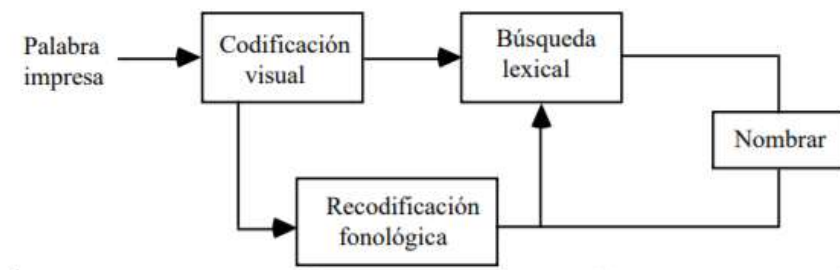 Palabra
impresa
Codificación
visual
Búsqueda
lexical
Nombrar
Recodificación
fonológica